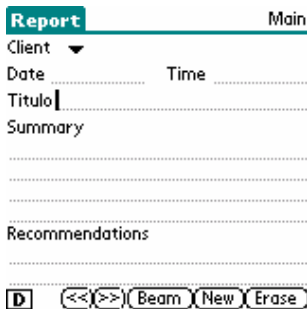 Report Main
Client
Date Time
Titulo
Summary
Recommendations
D << >> Beam New Erase